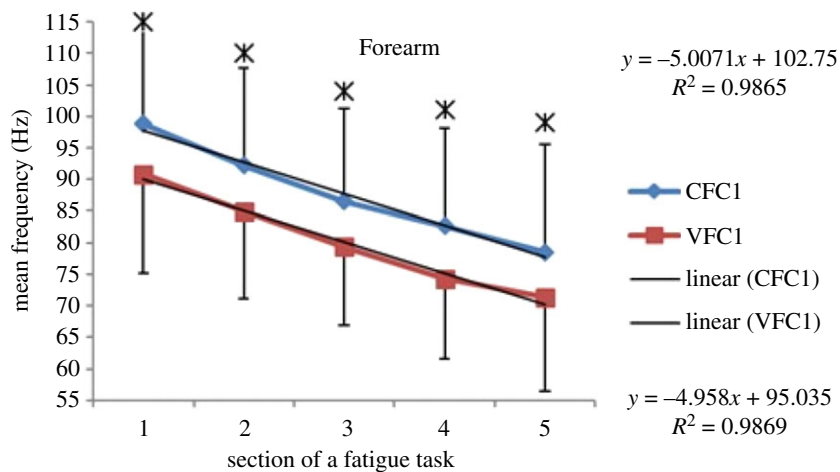 115
110
105
100
95
90
85
80
75
70
65
60
55
mean frequency (Hz)
Forearm
1 2 3 4 5
section of a fatigue task
y = –5.0071x + 102.75
R² = 0.9865
CFC1
VFC1
linear (CFC1)
linear (VFC1)
y = –4.958x + 95.035
R² = 0.9869